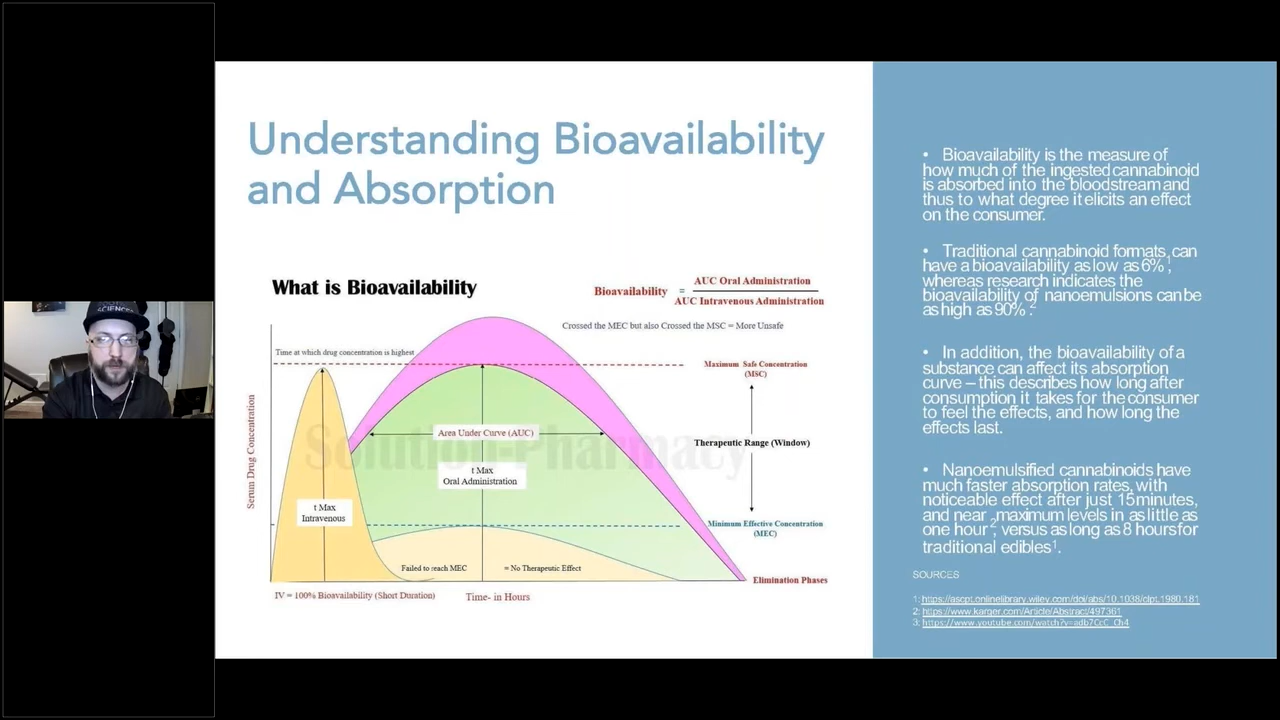 SCIENCE
Understanding Bioavailability
and Absorption
What is Bioavailability
Bioavailability = AUC Oral Administration
AUC Intravenous Administration
Crossed the MEC but also Crossed the MSC = More Unsafe
Time at which drug concentration is highest
Maximum Safe Concentration
(MSC)
Serum Drug Concentration
Area Under Curve (AUC)
Therapeutic Range (Window)
Solution-Pharmacy
t Max
Oral Administration
t Max
Intravenous
Minimum Effective Concentration
(MEC)
Failed to reach MEC = No Therapeutic Effect
Elimination Phases
IV = 100% Bioavailability (Short Duration)
Time- in Hours
• Bioavailability is the measure of
how much of the ingested cannabinoid
is absorbed into the bloodstream and
thus to what degree it elicits an effect
on the consumer.
• Traditional cannabinoid formats, can
have a bioavailability as low as 6%¹,
whereas research indicates the
bioavailability of nanoemulsions can be
as high as 90%².
• In addition, the bioavailability of a
substance can affect its absorption
curve – this describes how long after
consumption it takes for the consumer
to feel the effects, and how long the
effects last.
• Nanoemulsified cannabinoids have
much faster absorption rates, with
noticeable effect after just 15 minutes,
and near maximum levels in as little as
one hour², versus as long as 8 hours for
traditional edibles¹.
SOURCES
1: https://ascpt.onlinelibrary.wiley.com/doi/abs/10.1038/clpt.1980.181
2: https://www.karger.com/Article/Abstract/497361
3: https://www.youtube.com/watch?v=adb7CcC_Ch4